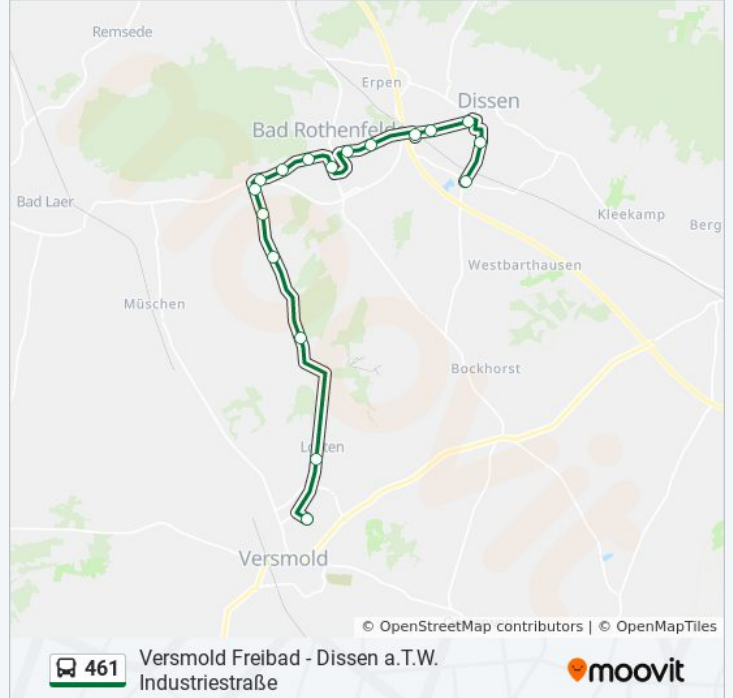 Remsede
Erpen
Dissen
Bad Rothenfelde
Bad Laer
Kleekamp
Berg
Westbarthausen
Müschen
Bockhorst
Versmold
© OpenStreetMap contributors | © OpenMapTiles
461
Versmold Freibad - Dissen a.T.W.
Industriestraße
moovit